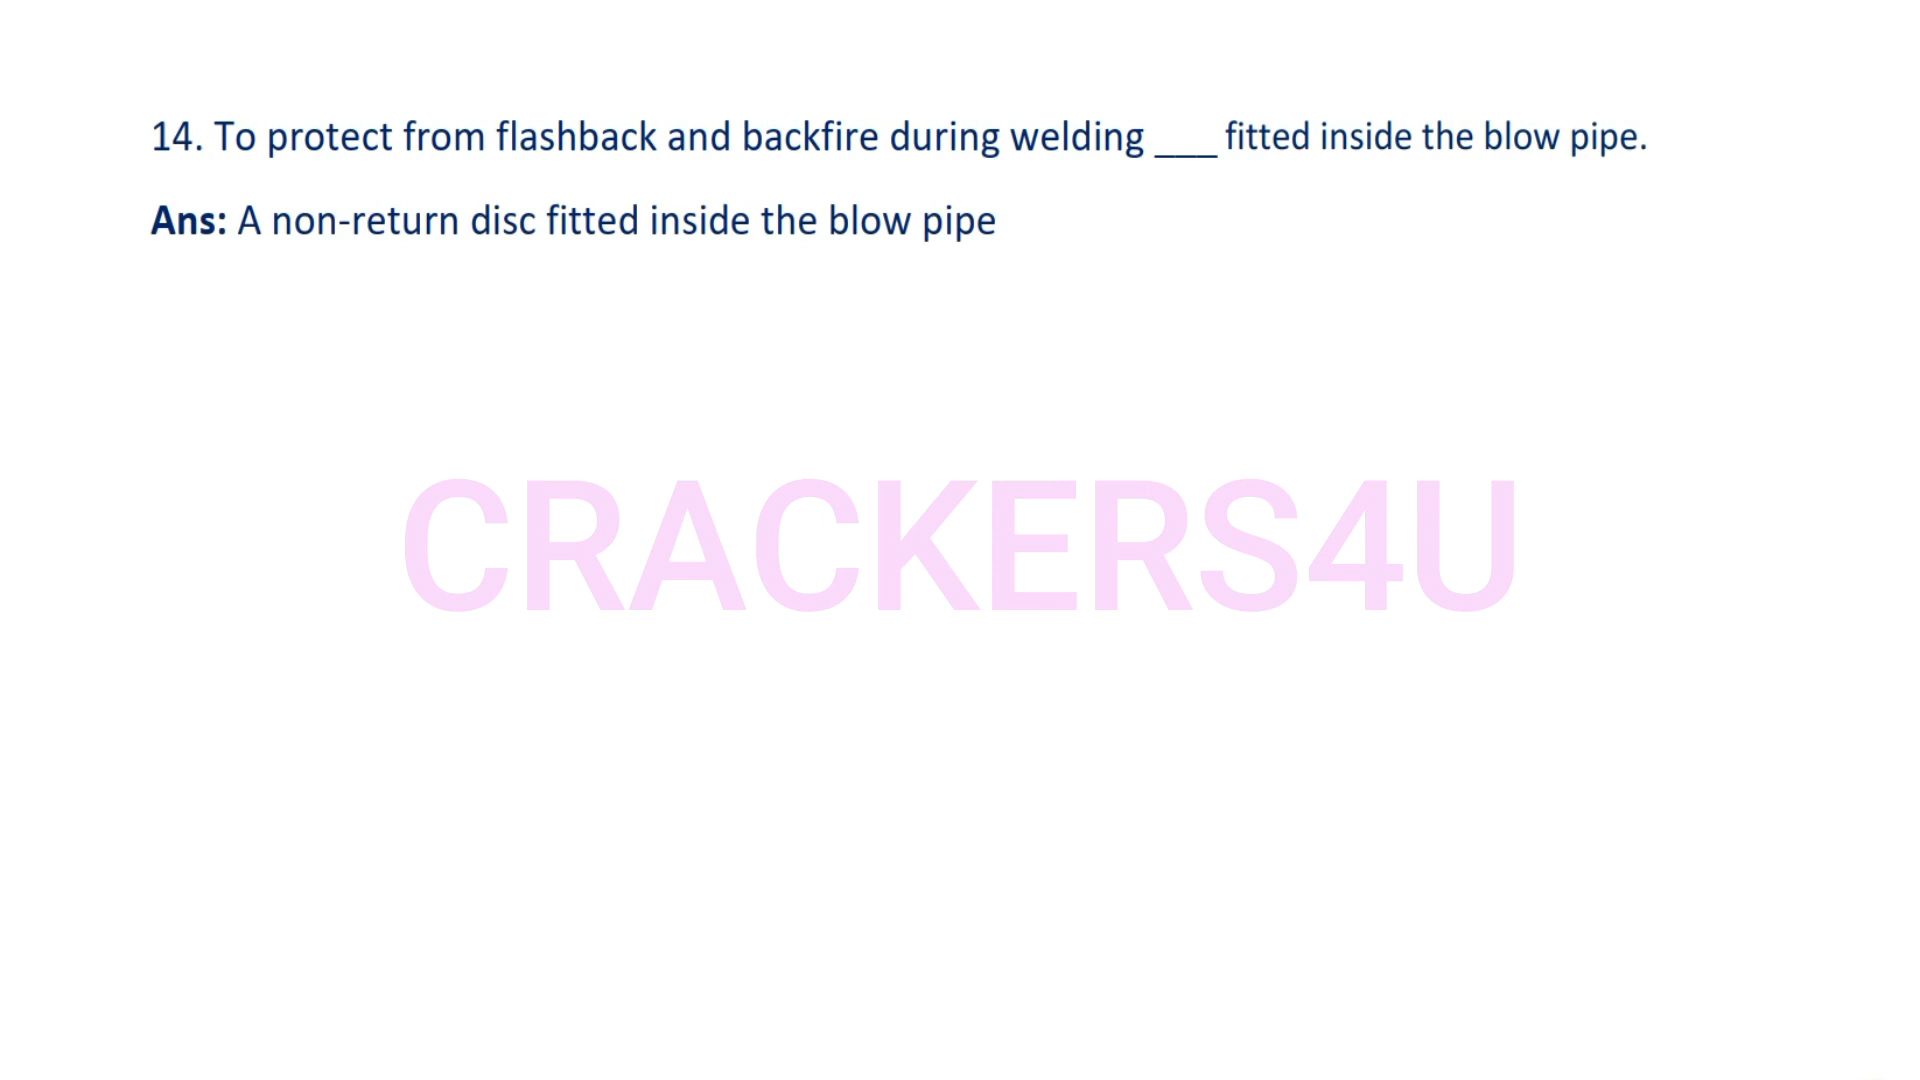 14. To protect from flashback and backfire during welding ___ fitted inside the blow pipe.
Ans: A non-return disc fitted inside the blow pipe
CRACKERS4U